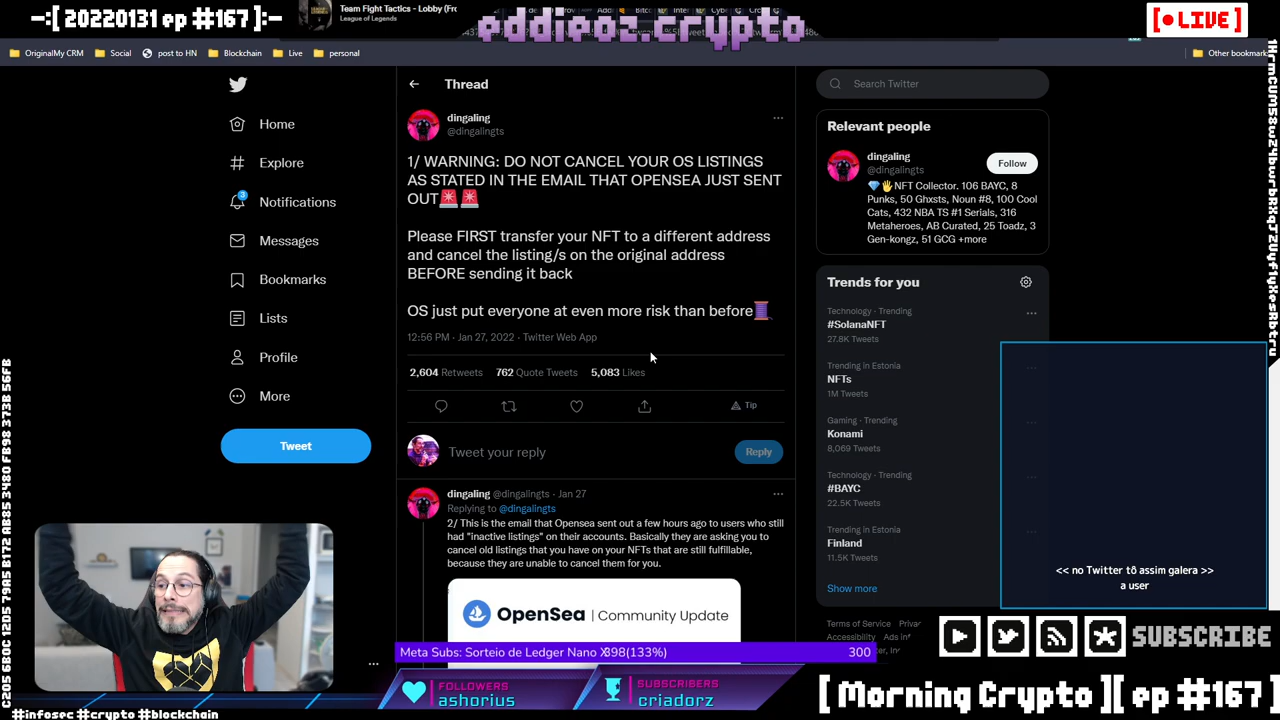 -:[ 20220131 ep #167 ]:-
Team Fight Tactics - Lobby (Fro
League of Legends
eddieoz.crypto
[● LIVE ]
OriginalMy CRM
Social
post to HN
Blockchain
Live
personal
Other bookmark
Home
Explore
3
Notifications
Messages
Bookmarks
Lists
Profile
More
Tweet
Thread
dingaling
@dingalingts
1/ WARNING: DO NOT CANCEL YOUR OS LISTINGS
AS STATED IN THE EMAIL THAT OPENSEA JUST SENT
OUT🚨🚨
Please FIRST transfer your NFT to a different address
and cancel the listing/s on the original address
BEFORE sending it back
OS just put everyone at even more risk than before🧵
12:56 PM · Jan 27, 2022 · Twitter Web App
2,604 Retweets 762 Quote Tweets 5,083 Likes
Tip
Tweet your reply
Reply
dingaling @dingalingts · Jan 27
Replying to @dingalingts
2/ This is the email that Opensea sent out a few hours ago to users who still
had "inactive listings" on their accounts. Basically they are asking you to
cancel old listings that you have on your NFTs that are still fulfillable,
because they are unable to cancel them for you.
OpenSea | Community Update
Search Twitter
Relevant people
dingaling
@dingalingts
Follow
💎🖐NFT Collector. 106 BAYC, 8
Punks, 50 Ghxsts, Noun #8, 100 Cool
Cats, 432 NBA TS #1 Serials, 316
Metaheroes, AB Curated, 25 Toadz, 3
Gen-kongz, 51 GCG +more
Trends for you
Technology · Trending
#SolanaNFT
27.8K Tweets
Trending in Estonia
NFTs
1M Tweets
Gaming · Trending
Konami
8,069 Tweets
Technology · Trending
#BAYC
22.5K Tweets
Trending in Estonia
Finland
11.5K Tweets
Show more
Terms of Service
Accessibility
<< no Twitter tô assim galera >>
a user
SUBSCRIBE
Meta Subs: Sorteio de Ledger Nano X
398(133%)
300
FOLLOWERS
ashorius
SUBSCRIBERS
criadorz
[ Morning Crypto ][ ep #167 ]
#infosec #crypto #blockchain